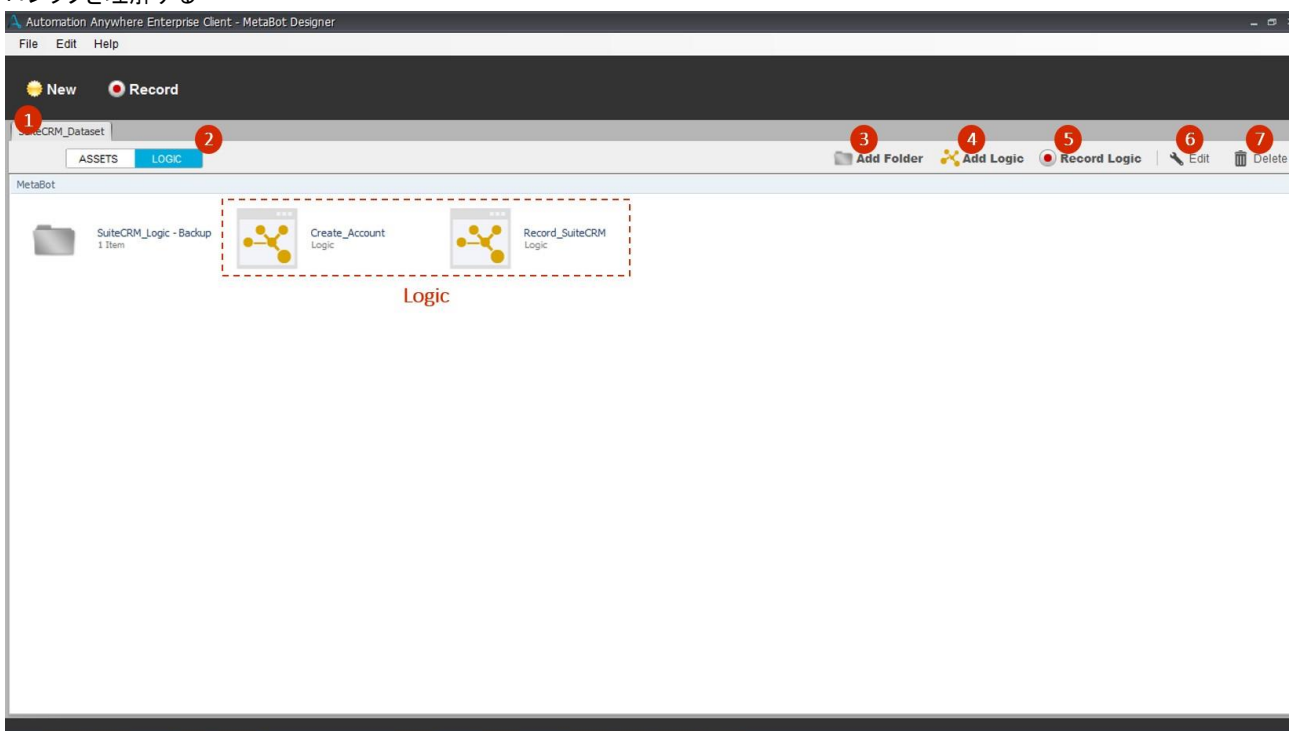 Automation Anywhere Enterprise Client - MetaBot Designer
File Edit Help
New Record
1 2 3 4 5 6 7
CRM_Dataset
ASSETS LOGIC Add Folder Add Logic Record Logic Edit Delete
MetaBot
SuiteCRM_Logic - Backup
1 Item
Create_Account
Logic
Record_SuiteCRM
Logic
Logic